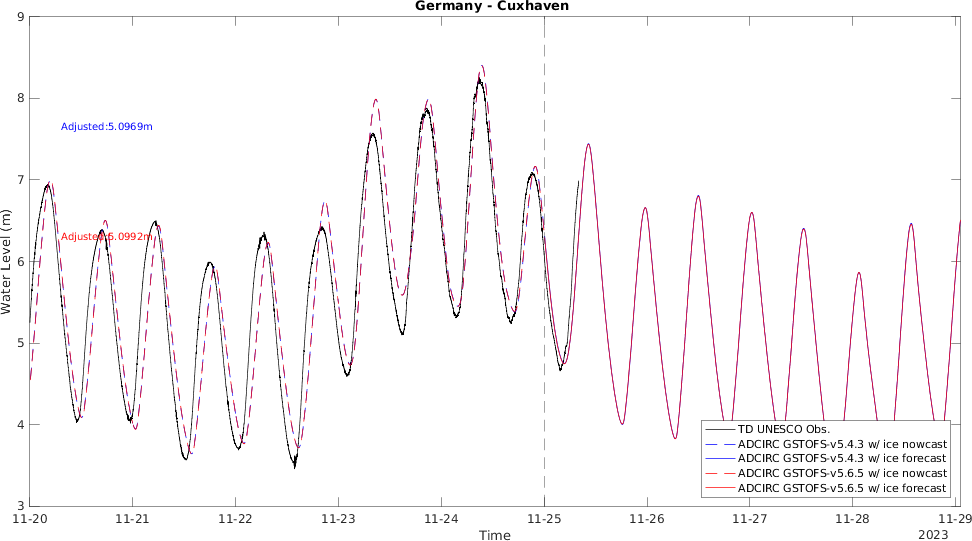 Germany - Cuxhaven
9
8
7
6
5
4
3
Water Level (m)
Adjusted:5.0969m
Adjusted:5.0992m
TD UNESCO Obs.
ADCIRC GSTOFS-v5.4.3 w/ ice nowcast
ADCIRC GSTOFS-v5.4.3 w/ ice forecast
ADCIRC GSTOFS-v5.6.5 w/ ice nowcast
ADCIRC GSTOFS-v5.6.5 w/ ice forecast
11-20 11-21 11-22 11-23 11-24 11-25 11-26 11-27 11-28 11-29
Time
2023